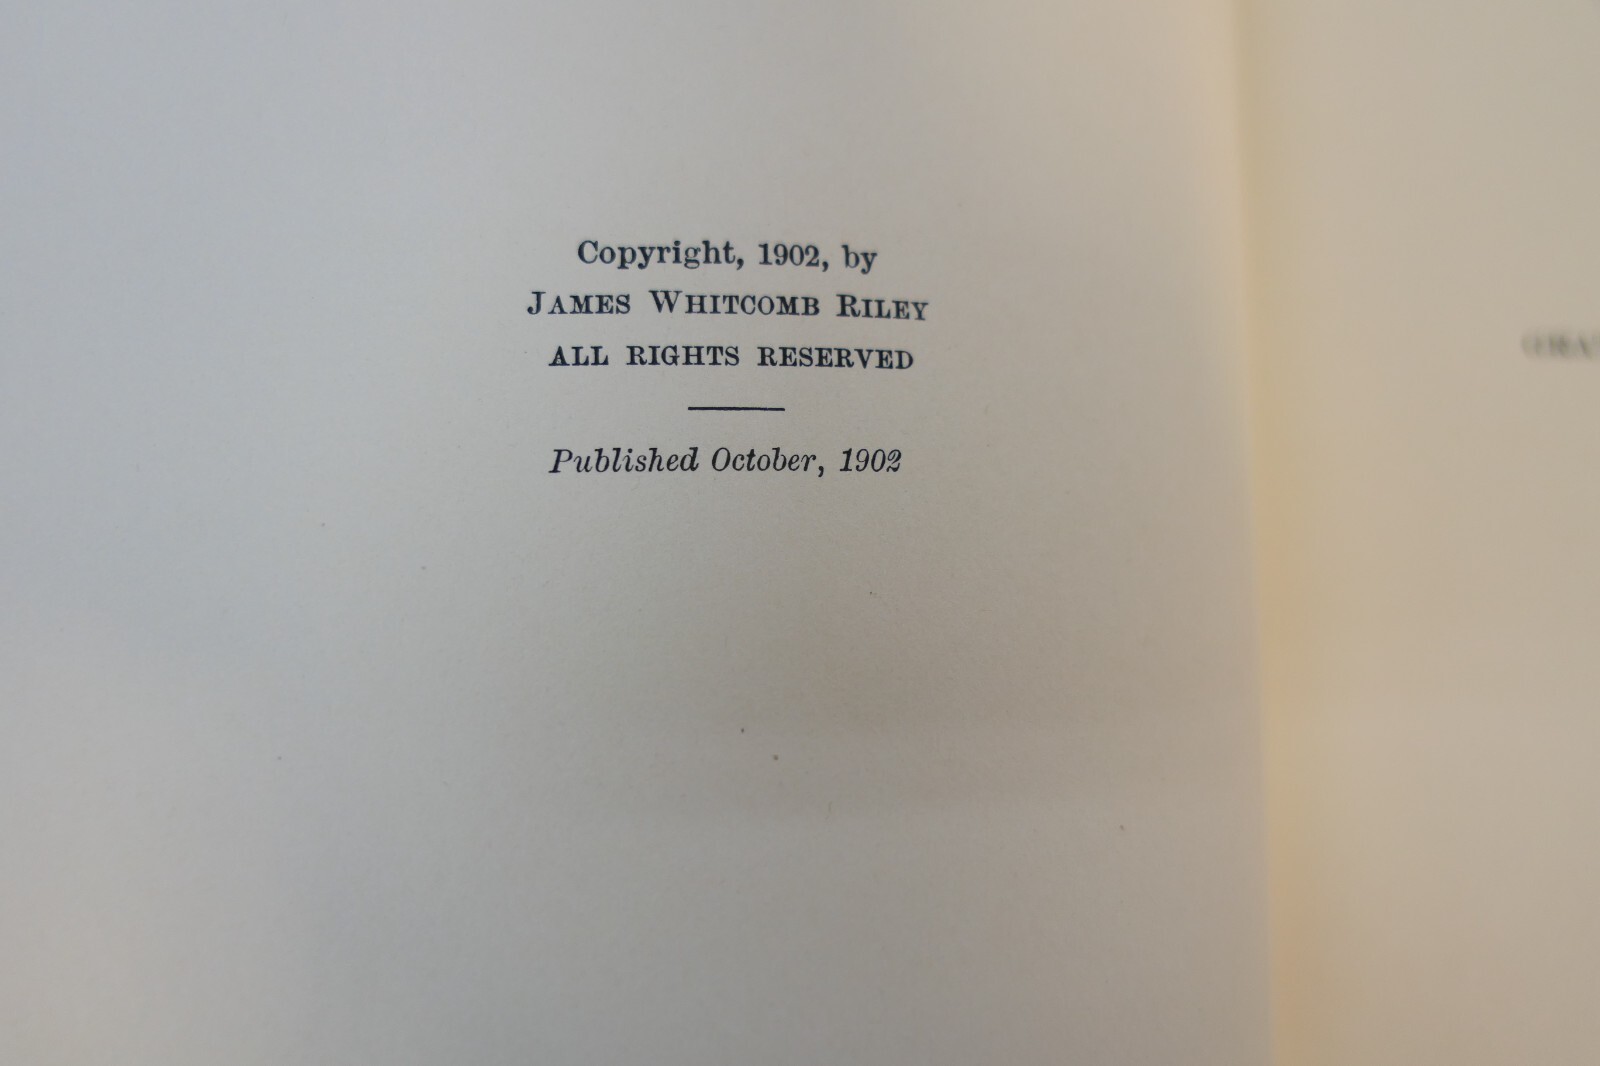 Copyright, 1902, by
JAMES WHITCOMB RILEY
ALL RIGHTS RESERVED
Published October, 1902